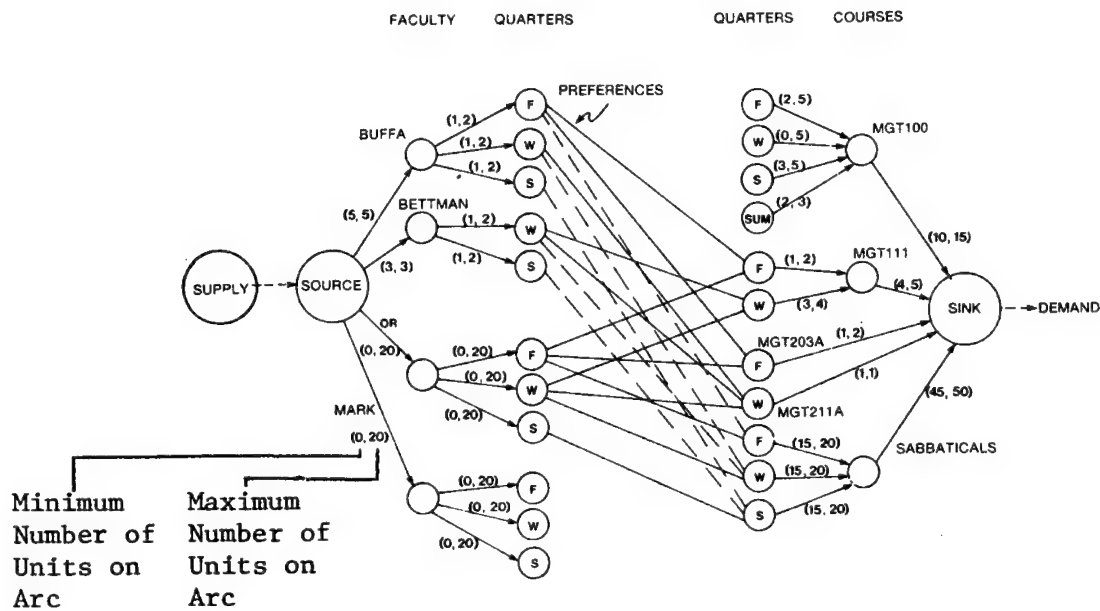 FACULTY QUARTERS QUARTERS COURSES
PREFERENCES
BUFFA
(1, 2)
F
(1, 2)
W
(1, 2)
S
F
(2, 5)
W
(0, 5)
S
(3, 5)
SUM
(2, 3)
MGT100
(5, 5)
BETTMAN
(1, 2)
W
(1, 2)
S
(3, 3)
SUPPLY
SOURCE
(10, 15)
MGT111
F
(1, 2)
W
(3, 4)
(4, 5)
SINK
DEMAND
OR
(0, 20)
(0, 20)
F
(0, 20)
W
(0, 20)
S
MGT203A
F
(1, 2)
W
(1,1)
MGT211A
F
(15, 20)
W
(15, 20)
S
(15, 20)
(45, 50)
SABBATICALS
MARK
(0, 20)
(0, 20)
F
(0, 20)
W
(0, 20)
S
Minimum
Number of
Units on
Arc
Maximum
Number of
Units on
Arc